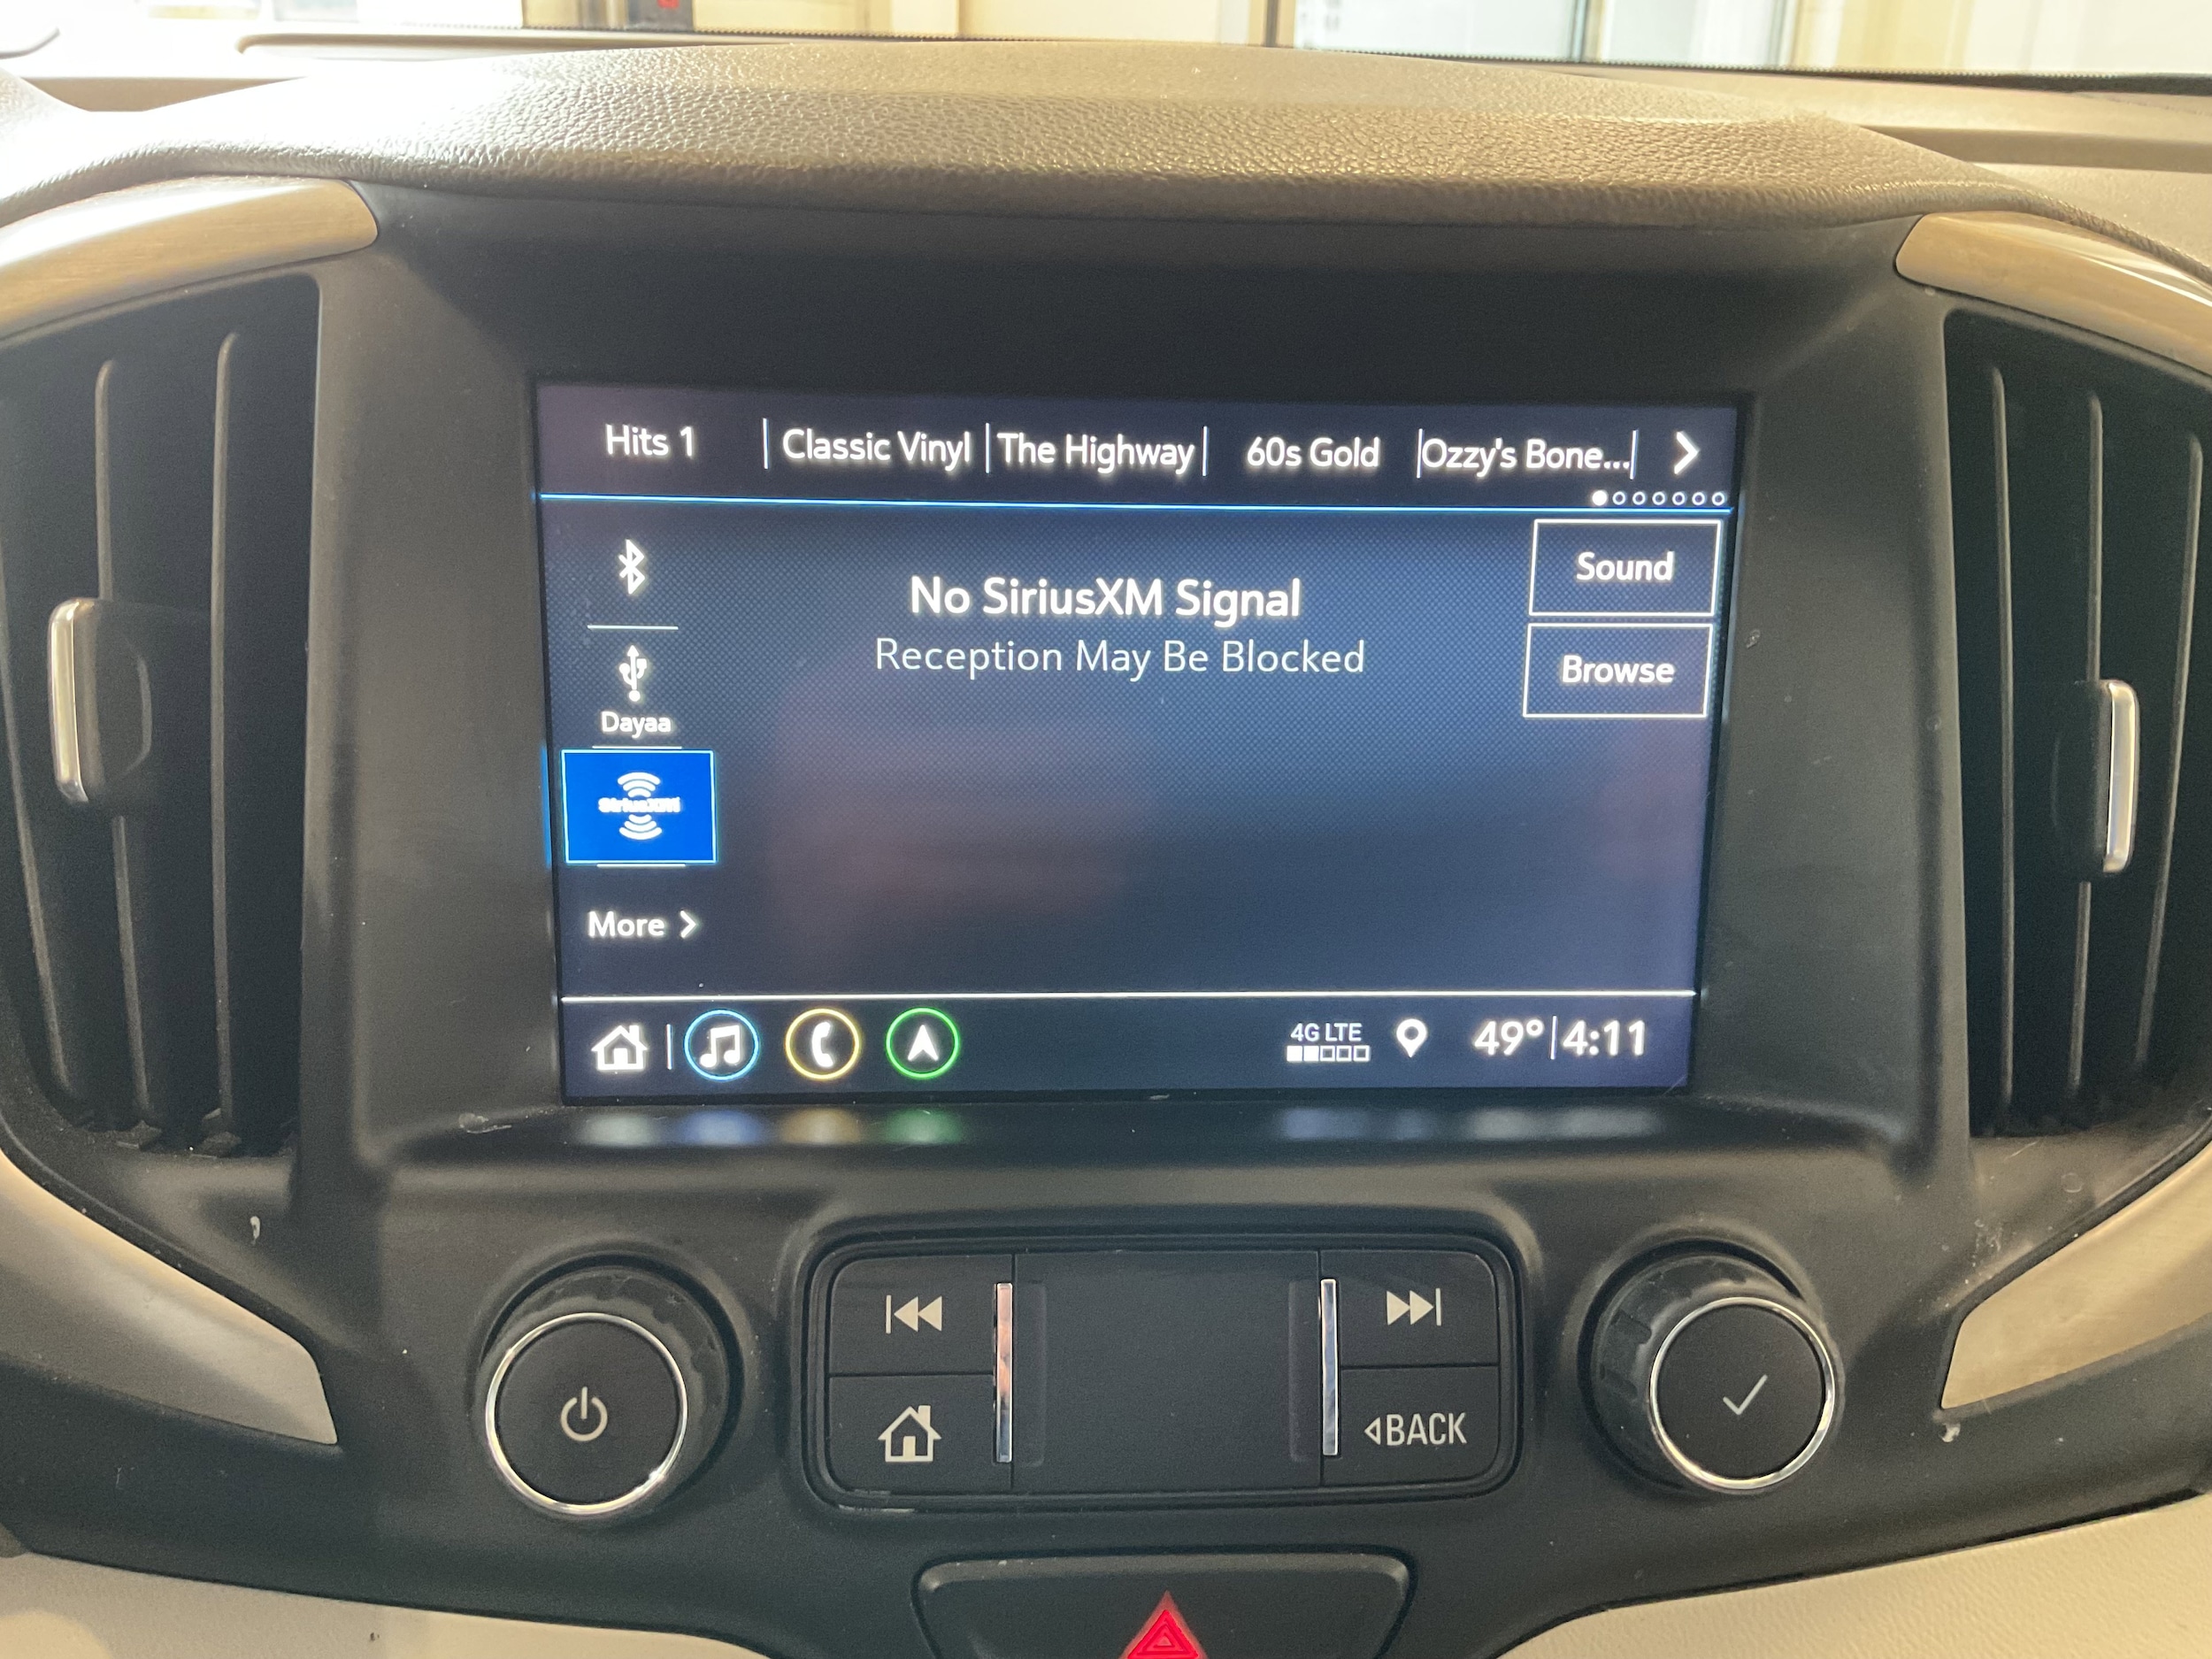 Hits 1
Classic Vinyl
The Highway
60s Gold
Ozzy's Bone...
Sound
No SiriusXM Signal
Reception May Be Blocked
Browse
Dayaa
SiriusXM
More
4G LTE
49° 4:11
BACK